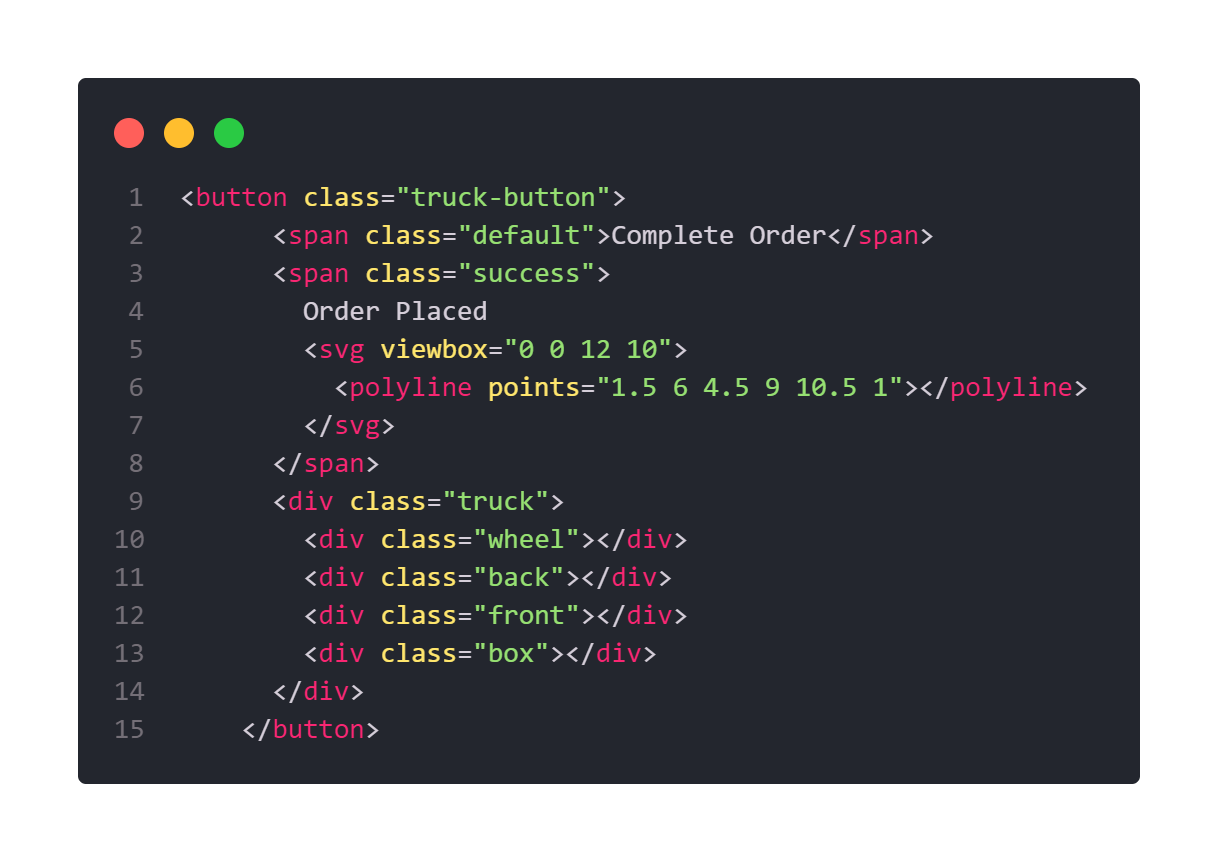 1 <button class="truck-button">
2 <span class="default">Complete Order</span>
3 <span class="success">
4 Order Placed
5 <svg viewbox="0 0 12 10">
6 <polyline points="1.5 6 4.5 9 10.5 1"></polyline>
7 </svg>
8 </span>
9 <div class="truck">
10 <div class="wheel"></div>
11 <div class="back"></div>
12 <div class="front"></div>
13 <div class="box"></div>
14 </div>
15 </button>